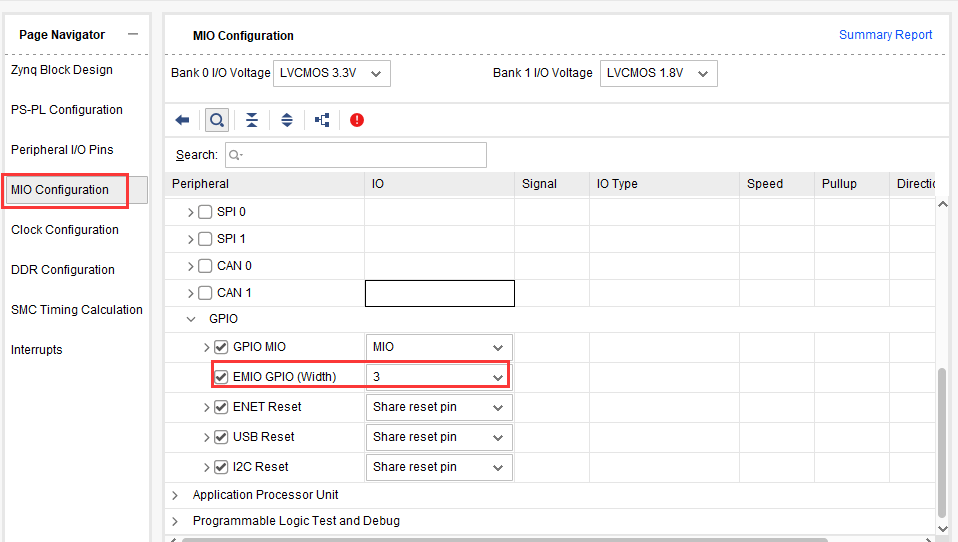 Page Navigator
Zynq Block Design
PS-PL Configuration
Peripheral I/O Pins
MIO Configuration
Clock Configuration
DDR Configuration
SMC Timing Calculation
Interrupts
MIO Configuration
Summary Report
Bank 0 I/O Voltage LVCMOS 3.3V
Bank 1 I/O Voltage LVCMOS 1.8V
Search:
Peripheral IO Signal IO Type Speed Pullup Directio
SPI 0
SPI 1
CAN 0
CAN 1
GPIO
GPIO MIO MIO
EMIO GPIO (Width) 3
ENET Reset Share reset pin
USB Reset Share reset pin
I2C Reset Share reset pin
Application Processor Unit
Programmable Logic Test and Debug